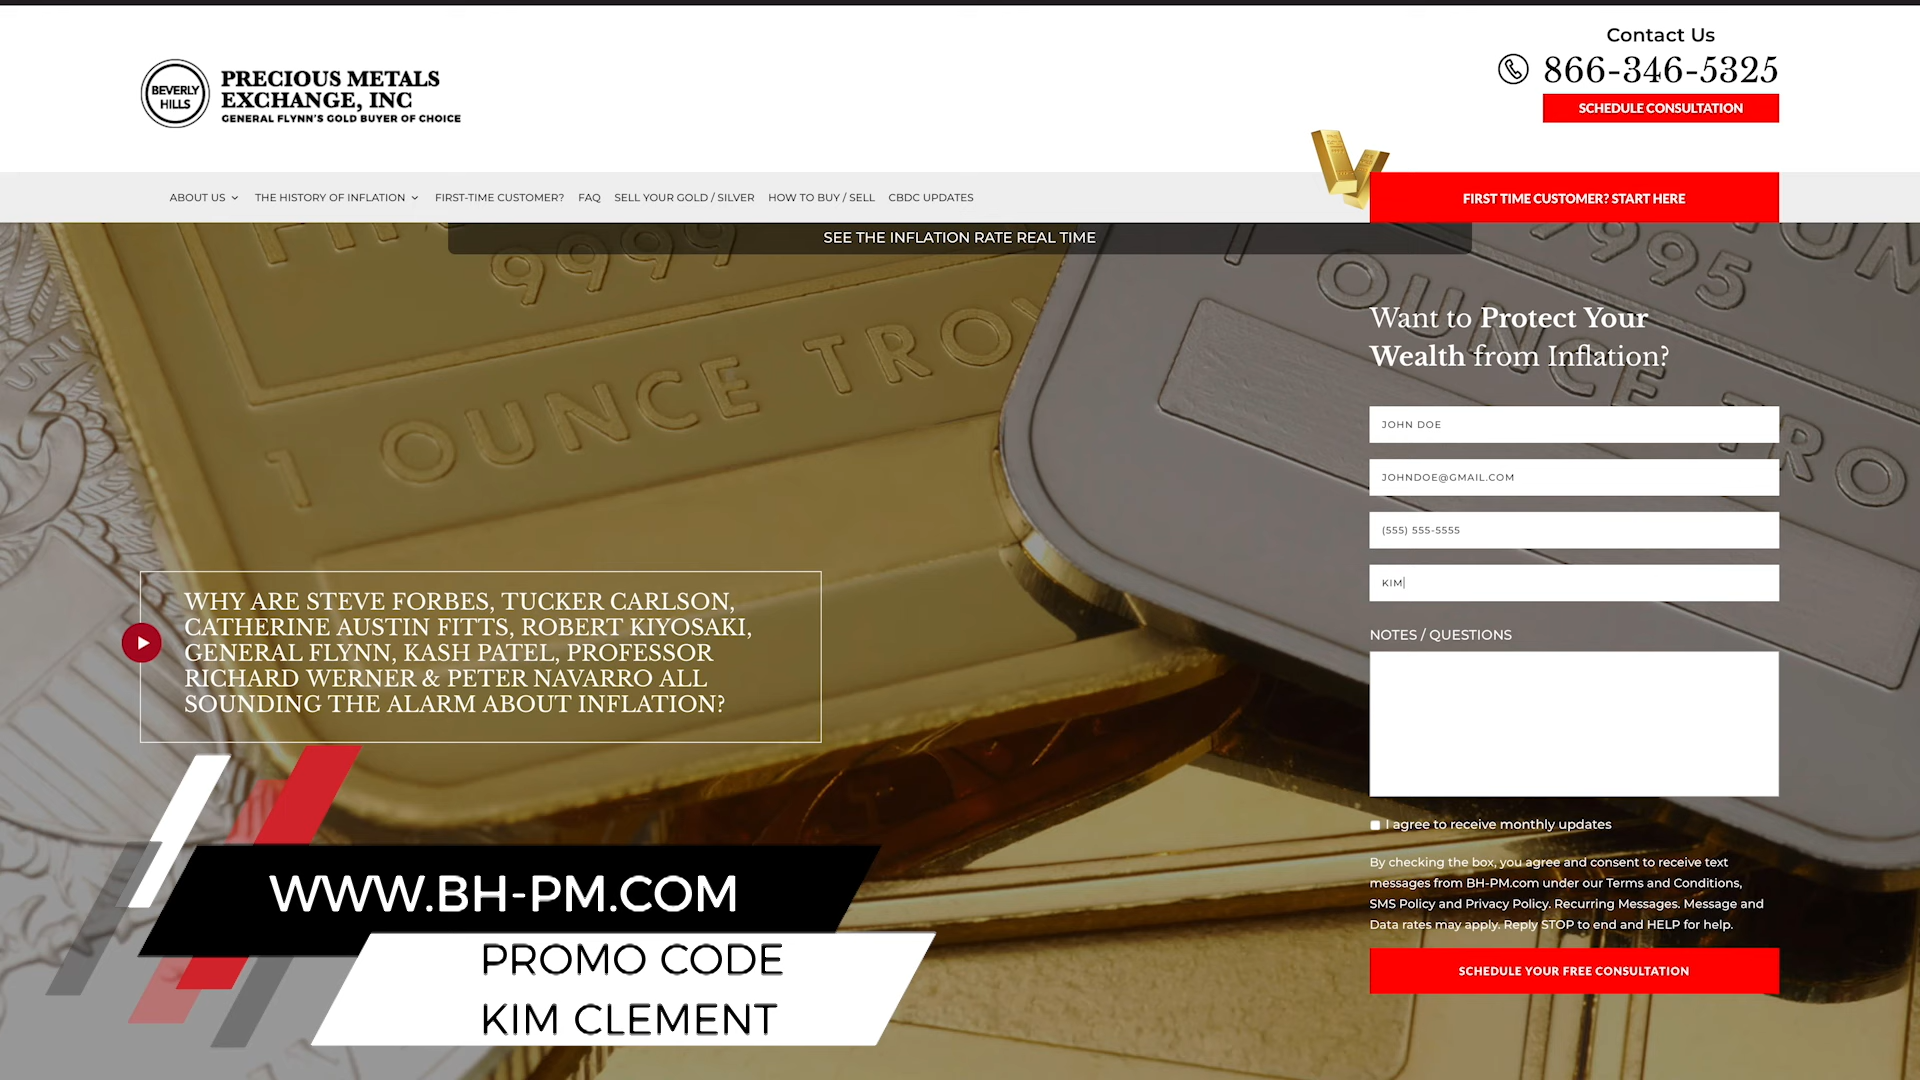 Contact Us
866-346-5325
SCHEDULE CONSULTATION
BEVERLY
HILLS
PRECIOUS METALS
EXCHANGE, INC
GENERAL FLYNN'S GOLD BUYER OF CHOICE
ABOUT US
THE HISTORY OF INFLATION
FIRST-TIME CUSTOMER?
FAQ
SELL YOUR GOLD / SILVER
HOW TO BUY / SELL
CBDC UPDATES
FIRST TIME CUSTOMER? START HERE
SEE THE INFLATION RATE REAL TIME
9999
1 OUNCE TROY
9995
1 OUNCE TROY
Want to Protect Your
Wealth from Inflation?
JOHN DOE
JOHNDOE@GMAIL.COM
(555) 555-5555
KIM
NOTES / QUESTIONS
I agree to receive monthly updates
By checking the box, you agree and consent to receive text
messages from BH-PM.com under our Terms and Conditions,
SMS Policy and Privacy Policy. Recurring Messages. Message and
Data rates may apply. Reply STOP to end and HELP for help.
SCHEDULE YOUR FREE CONSULTATION
WHY ARE STEVE FORBES, TUCKER CARLSON,
CATHERINE AUSTIN FITTS, ROBERT KIYOSAKI,
GENERAL FLYNN, KASH PATEL, PROFESSOR
RICHARD WERNER & PETER NAVARRO ALL
SOUNDING THE ALARM ABOUT INFLATION?
WWW.BH-PM.COM
PROMO CODE
KIM CLEMENT